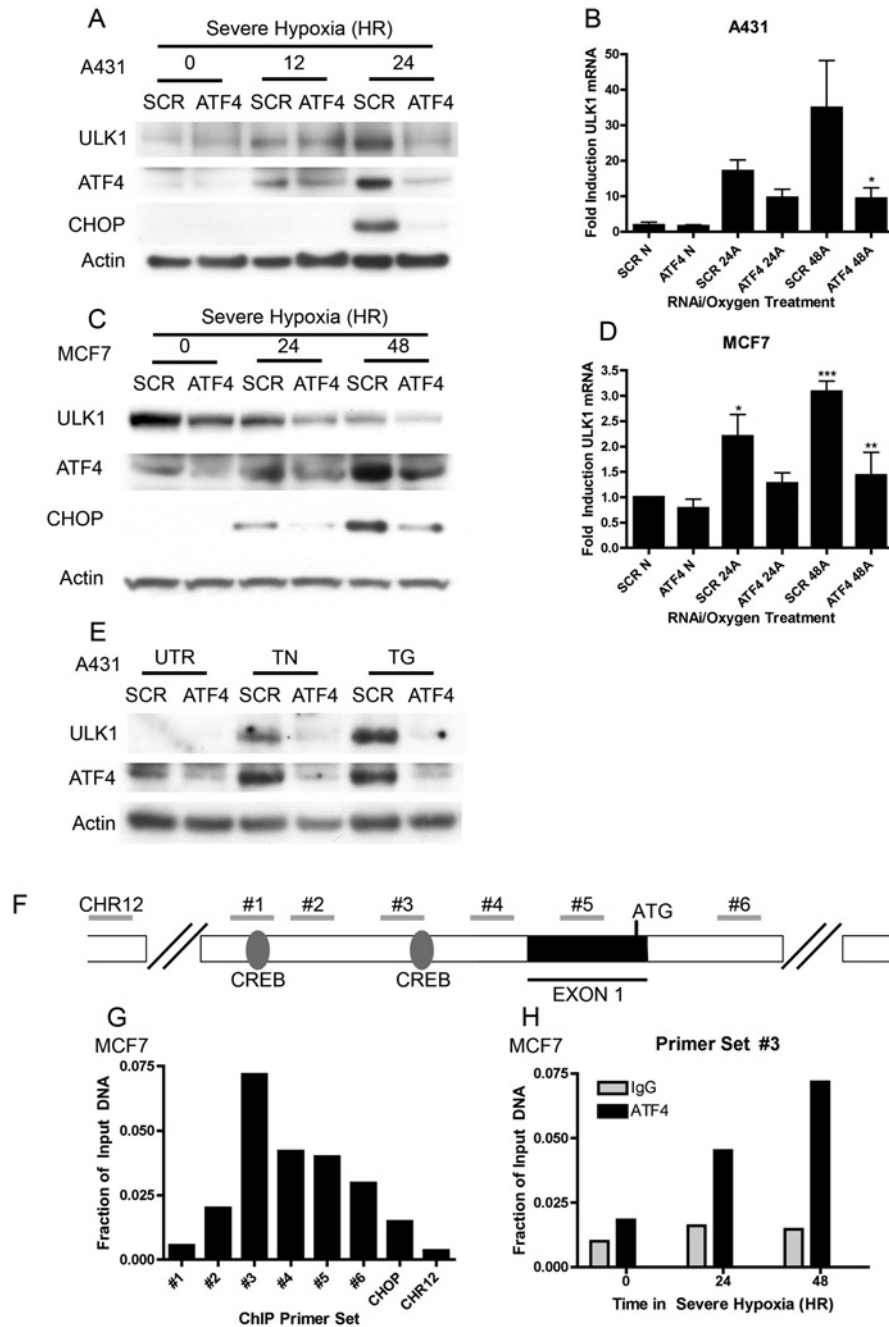 A
Severe Hypoxia (HR)
A431
0 12 24
SCR ATF4 SCR ATF4 SCR ATF4
ULK1
ATF4
CHOP
Actin
B
A431
Fold Induction ULK1 mRNA
50
40
30
20
10
0
*
SCR N
ATF4 N
SCR 24A
ATF4 24A
SCR 48A
ATF4 48A
RNAi/Oxygen Treatment
C
Severe Hypoxia (HR)
MCF7
0 24 48
SCR ATF4 SCR ATF4 SCR ATF4
ULK1
ATF4
CHOP
Actin
D
MCF7
Fold Induction ULK1 mRNA
3.5
3.0
2.5
2.0
1.5
1.0
0.5
0.0
* *** **
SCR N
ATF4 N
SCR 24A
ATF4 24A
SCR 48A
ATF4 48A
RNAi/Oxygen Treatment
E
A431
UTR TN TG
SCR ATF4 SCR ATF4 SCR ATF4
ULK1
ATF4
Actin
F
CHR12 #1 #2 #3 #4 #5 #6
ATG
CREB CREB
EXON 1
G
MCF7
Fraction of Input DNA
0.075
0.050
0.025
0.000
#1
#2
#3
#4
#5
#6
CHOP
CHR12
ChIP Primer Set
H
MCF7
Primer Set #3
Fraction of Input DNA
0.075
0.050
0.025
0.000
IgG
ATF4
0 24 48
Time in Severe Hypoxia (HR)